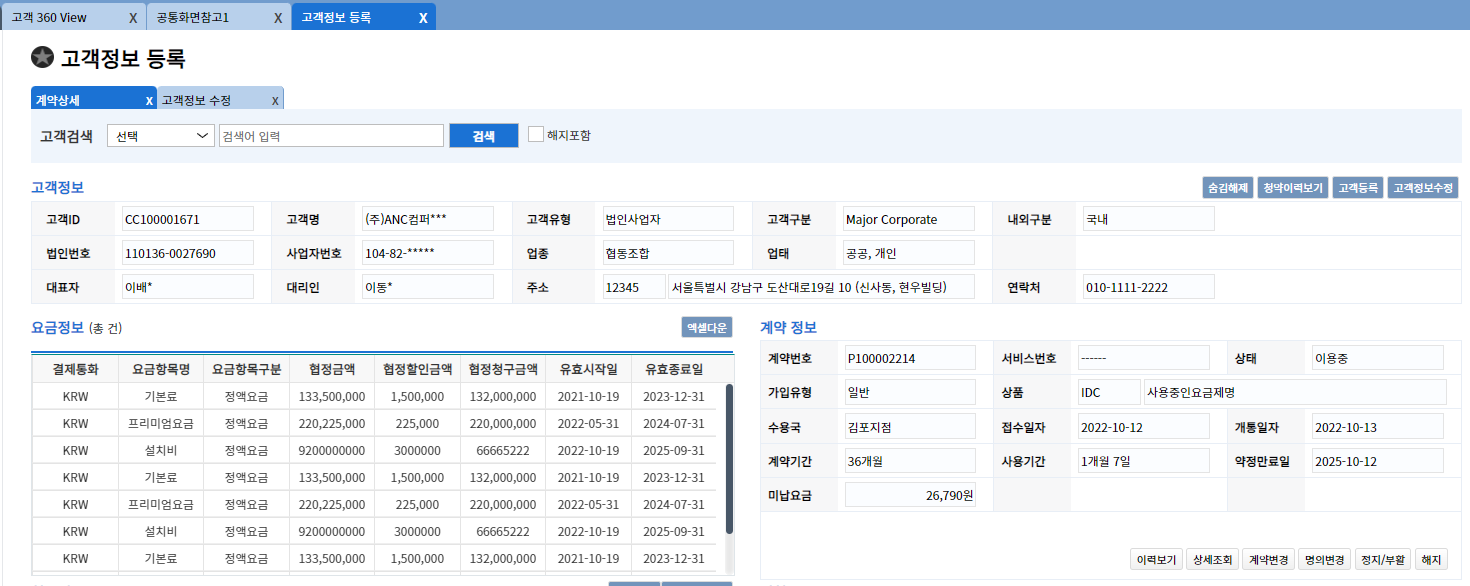 고객 360 View X 공통화면참고1 X 고객정보 등록 X
고객정보 등록
계약상세 X 고객정보 수정 X
고객검색 선택 검색어 입력 검색 해지포함
고객정보 숨김해제 청약이력보기 고객등록 고객정보수정
고객ID CC100001671 고객명 (주)ANC컴퍼*** 고객유형 법인사업자 고객구분 Major Corporate 내외구분 국내
법인번호 110136-0027690 사업자번호 104-82-***** 업종 협동조합 업태 공공, 개인
대표자 이배* 대리인 이동* 주소 12345 서울특별시 강남구 도산대로19길 10 (신사동, 현우빌딩) 연락처 010-1111-2222
요금정보 (총 건) 엑셀다운
결제통화 요금항목명 요금항목구분 협정금액 협정할인금액 협정청구금액 유효시작일 유효종료일
KRW 기본료 정액요금 133,500,000 1,500,000 132,000,000 2021-10-19 2023-12-31
KRW 프리미엄요금 정액요금 220,225,000 225,000 220,000,000 2022-05-31 2024-07-31
KRW 설치비 정액요금 9200000000 3000000 66665222 2022-10-19 2025-09-31
KRW 기본료 정액요금 133,500,000 1,500,000 132,000,000 2021-10-19 2023-12-31
KRW 프리미엄요금 정액요금 220,225,000 225,000 220,000,000 2022-05-31 2024-07-31
KRW 설치비 정액요금 9200000000 3000000 66665222 2022-10-19 2025-09-31
KRW 기본료 정액요금 133,500,000 1,500,000 132,000,000 2021-10-19 2023-12-31
계약 정보
계약번호 P100002214 서비스번호 ------ 상태 이용중
가입유형 일반 상품 IDC 사용중인요금제명
수용국 김포지점 접수일자 2022-10-12 개통일자 2022-10-13
계약기간 36개월 사용기간 1개월 7일 약정만료일 2025-10-12
미납요금 26,790원
이력보기 상세조회 계약변경 명의변경 정지/부활 해지